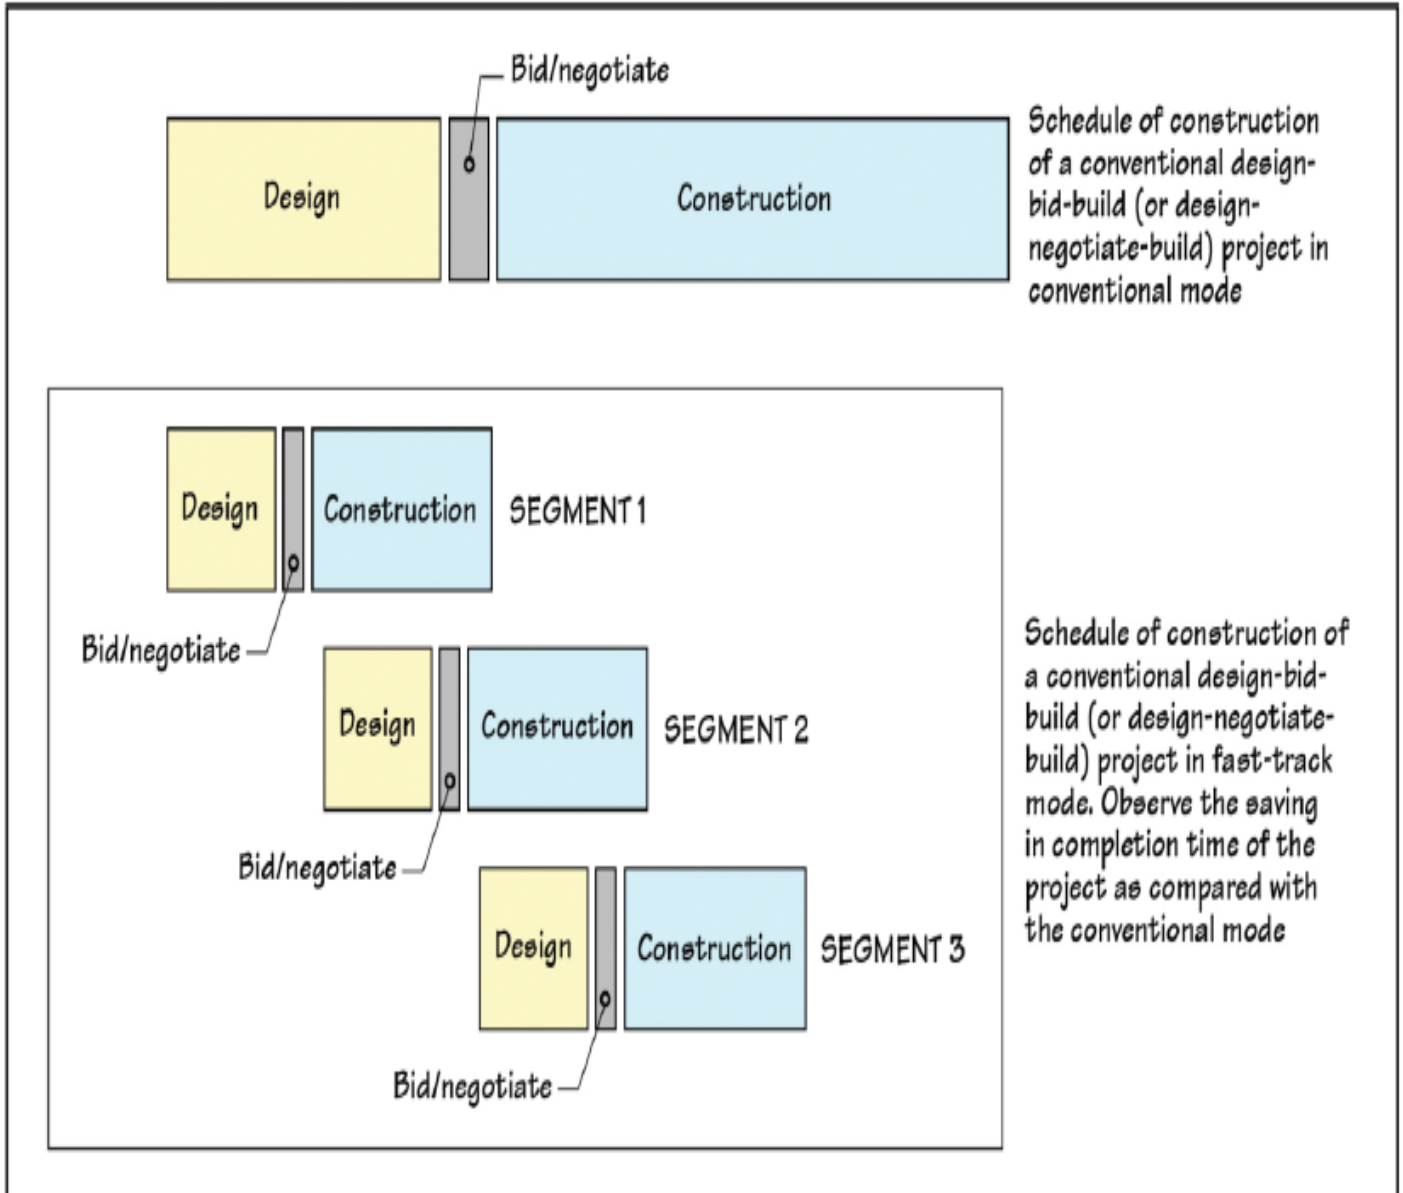 Bid/negotiate
Design
Construction
Schedule of construction
of a conventional design-
bid-build (or design-
negotiate-build) project in
conventional mode
Design
Construction
SEGMENT 1
Bid/negotiate
Design
Construction
SEGMENT 2
Bid/negotiate
Design
Construction
SEGMENT 3
Bid/negotiate
Schedule of construction of
a conventional design-bid-
build (or design-negotiate-
build) project in fast-track
mode. Observe the saving
in completion time of the
project as compared with
the conventional mode